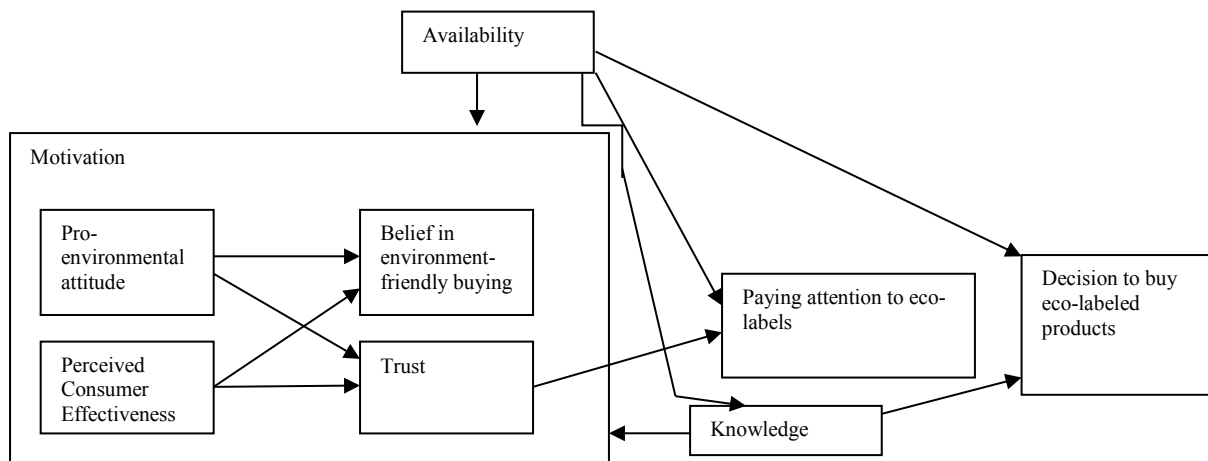 Availability
Motivation
Pro-
environmental
attitude
Belief in
environment-
friendly buying
Perceived
Consumer
Effectiveness
Trust
Paying attention to eco-
labels
Knowledge
Decision to buy
eco-labeled
products